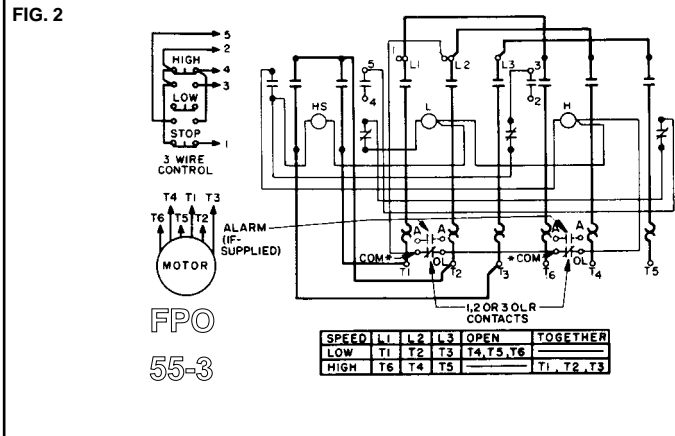 FIG. 2
5
2
HIGH
4
3
LOW
STOP
1
3 WIRE
CONTROL
T4 T1 T3
T6 T5 T2
MOTOR
ALARM
(IF-
SUPPLIED)
1 L1 L2 L3
5 3
4 2
HS L H
A A A A
COM* *COM
OL OL
T1 T2 T3 T6 T4 T5
1,2 OR 3 OLR
CONTACTS
FPO
55-3
SPEED L1 L2 L3 OPEN TOGETHER
LOW T1 T2 T3 T4,T5,T6 ———
HIGH T6 T4 T5 ——— T1,T2,T3